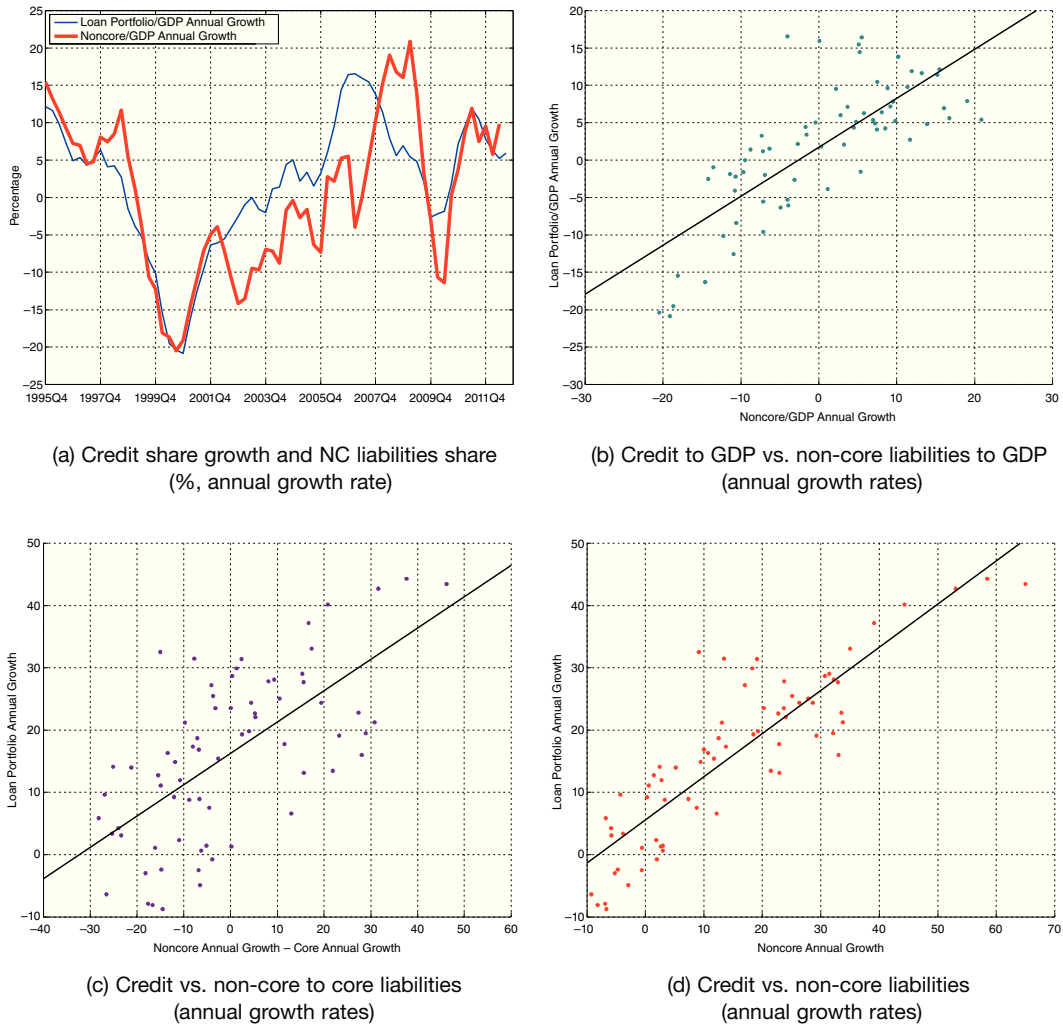 Loan Portfolio/GDP Annual Growth
Noncore/GDP Annual Growth
Percentage
25
20
15
10
5
0
−5
−10
−15
−20
−25
1995Q4 1997Q4 1999Q4 2001Q4 2003Q4 2005Q4 2007Q4 2009Q4 2011Q4
(a) Credit share growth and NC liabilities share
(%, annual growth rate)
Loan Portfolio/GDP Annual Growth
20
15
10
5
0
−5
−10
−15
−20
−25
−30
−30 −20 −10 0 10 20 30
Noncore/GDP Annual Growth
(b) Credit to GDP vs. non-core liabilities to GDP
(annual growth rates)
Loan Portfolio Annual Growth
50
40
30
20
10
0
−10
−40 −30 −20 −10 0 10 20 30 40 50 60
Noncore Annual Growth – Core Annual Growth
(c) Credit vs. non-core to core liabilities
(annual growth rates)
Loan Portfolio Annual Growth
50
40
30
20
10
0
−10
−10 0 10 20 30 40 50 60 70
Noncore Annual Growth
(d) Credit vs. non-core liabilities
(annual growth rates)